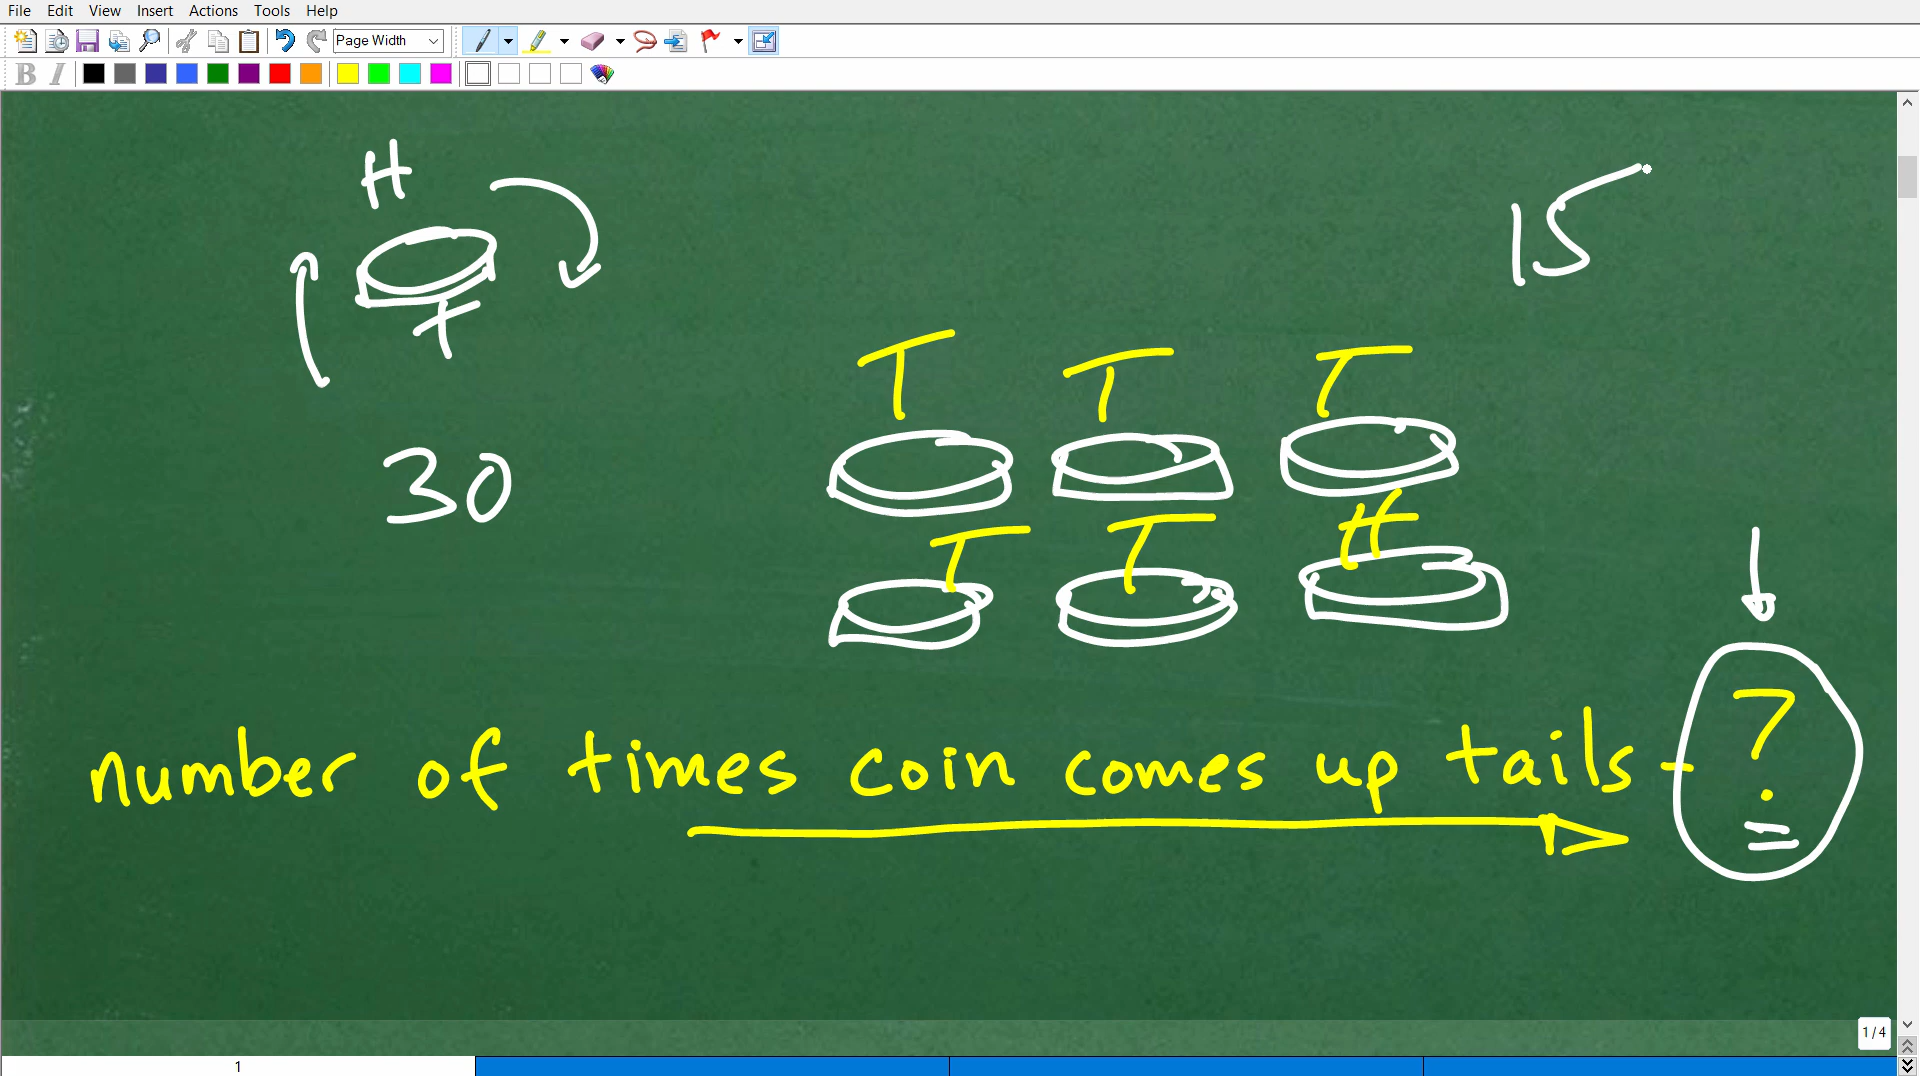 File Edit View Insert Actions Tools Help
Page Width
B I
H
15
T
30
T T T
T T H
number of times coin comes up tails - ?
1 / 4
1